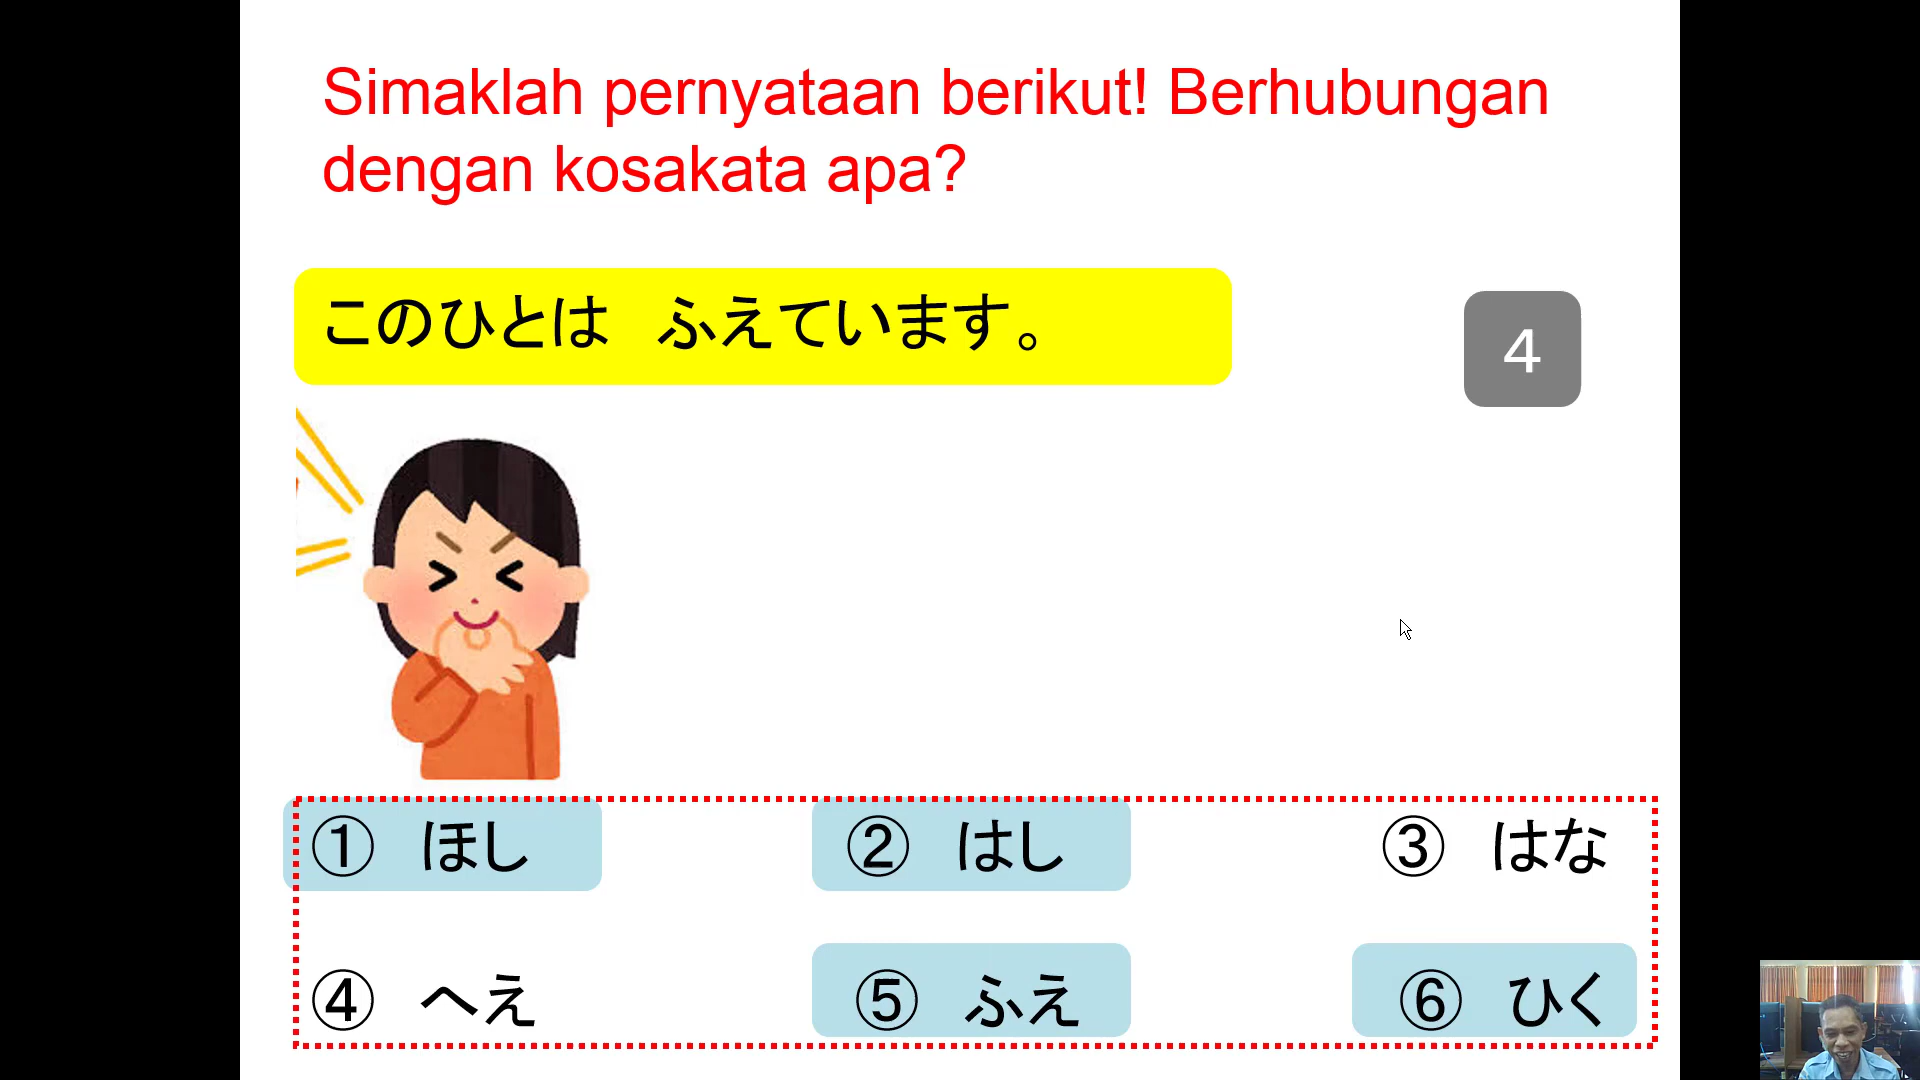 Simaklah pernyataan berikut! Berhubungan
dengan kosakata apa?
このひとは　ふえています。
4
① ほし
② はし
③ はな
④ へえ
⑤ ふえ
⑥ ひく